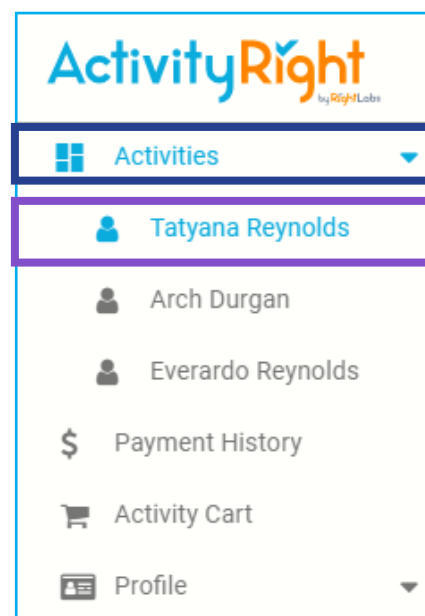 ActivityRight
by RightLabs
Activities
Tatyana Reynolds
Arch Durgan
Everardo Reynolds
$ Payment History
Activity Cart
Profile